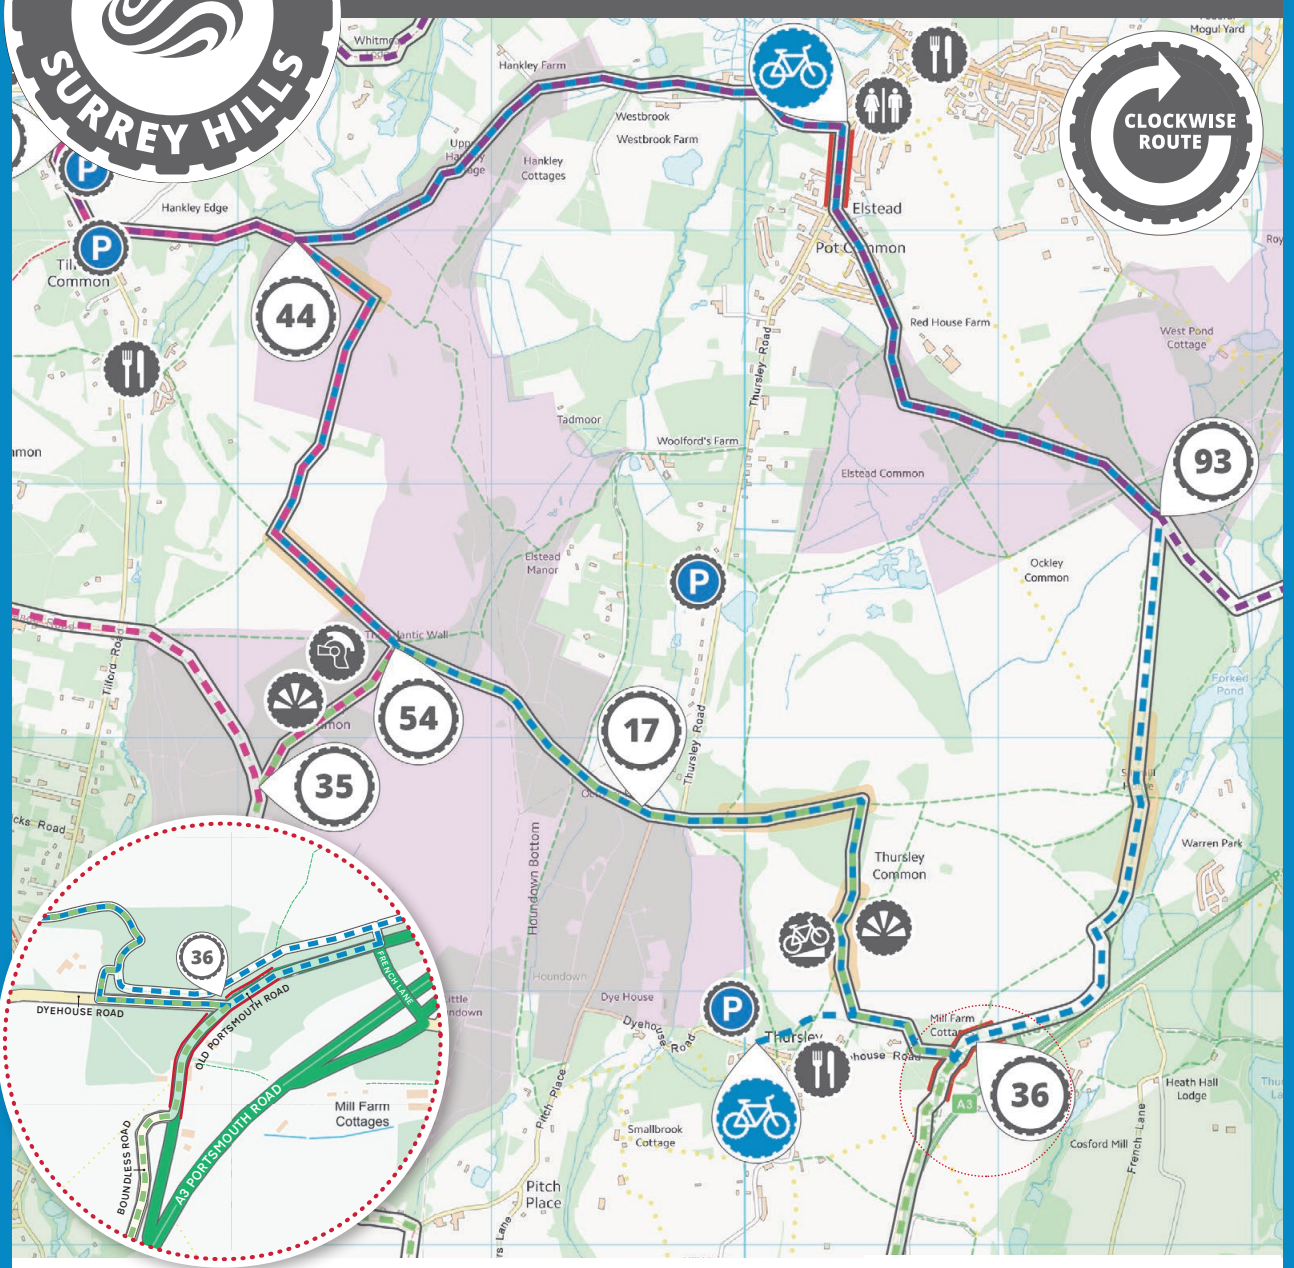 SURREY HILLS
Hankley Farm
Mogul Yard
CLOCKWISE
ROUTE
Westbrook
Westbrook Farm
Hankley
Cottages
P
Hankley Edge
Elstead
P
Common
44
Red House Farm
West Pond
Cottage
Thursley Road
Tadmoor
Woolford's Farm
93
Elstead Common
Elstead
Manor
P
Ockley
Common
Tilford Road
54
17
35
Thursley Road
Forked
Pond
Warren Park
Thursley
Common
Houndown Bottom
36
FRENCH LANE
DYEHOUSE ROAD
OLD PORTSMOUTH ROAD
A3 PORTSMOUTH ROAD
BOUNDLESS ROAD
Mill Farm
Cottages
Houndown
Dye House
P
Dyehouse Road
Thursley
Mill Farm
house Road
A3
36
Heath Hall
Lodge
Smallbrook
Cottage
Cosford Mill
French Lane
Pitch Place
Pitch
Place